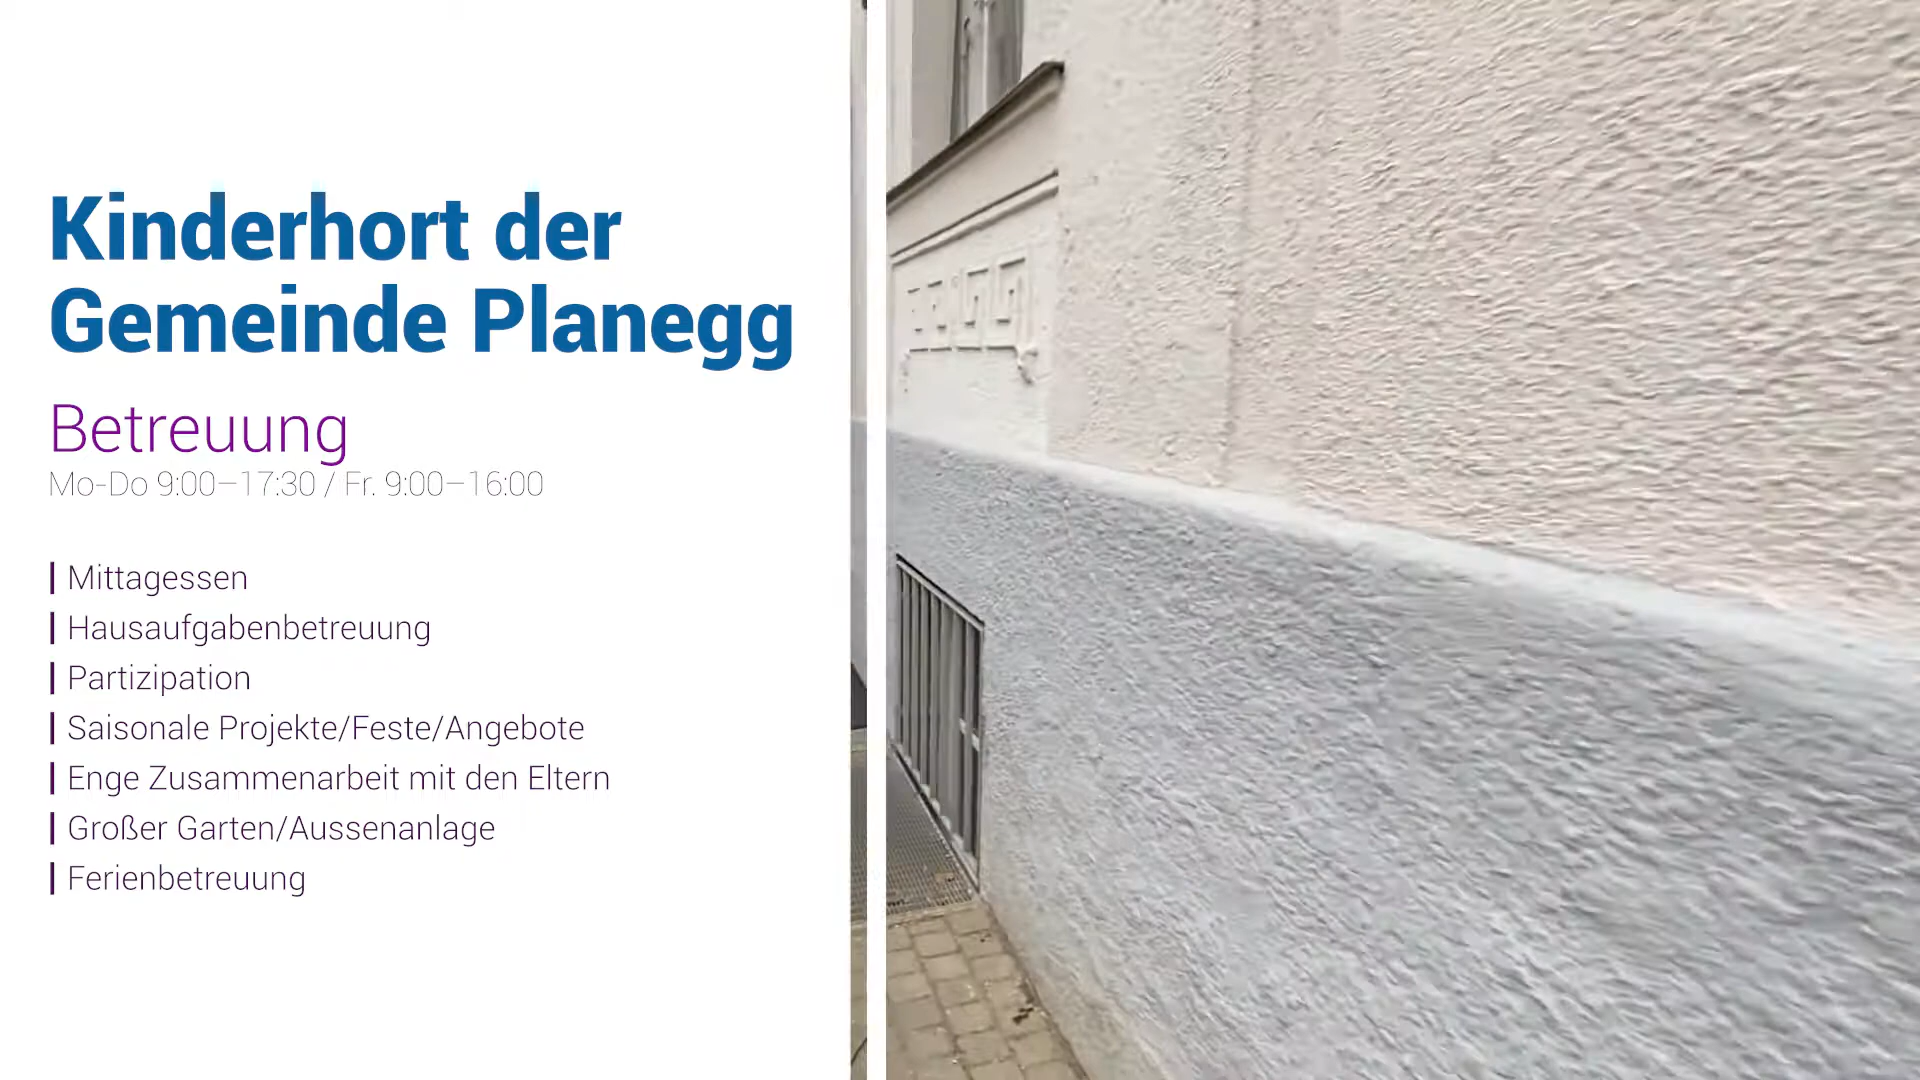 Kinderhort der
Gemeinde Planegg
Betreuung
Mo-Do 9:00–17:30 / Fr. 9:00–16:00
Mittagessen
Hausaufgabenbetreuung
Partizipation
Saisonale Projekte/Feste/Angebote
Enge Zusammenarbeit mit den Eltern
Großer Garten/Aussenanlage
Ferienbetreuung